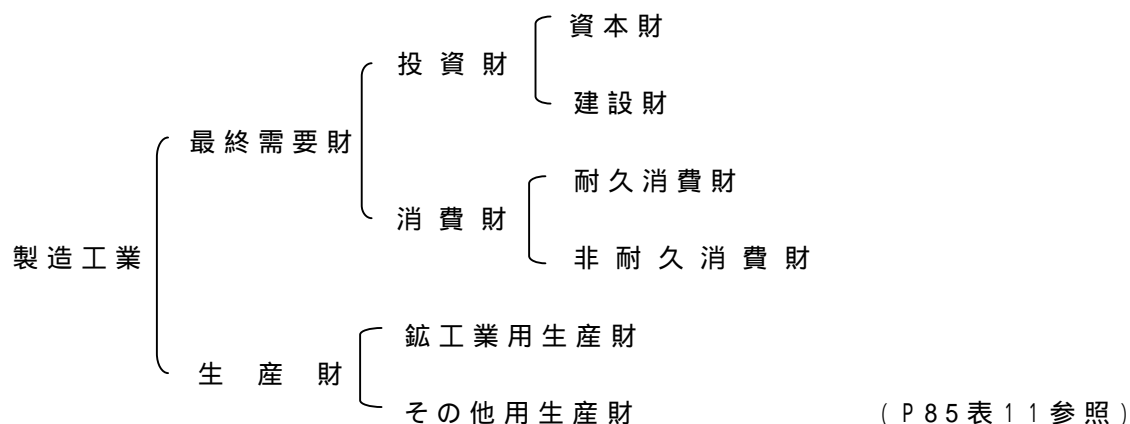 資本財
投資財
建設財
最終需要財
耐久消費財
消費財
製造工業
非耐久消費財
鉱工業用生産財
生産財
その他用生産財 (P85表11参照)